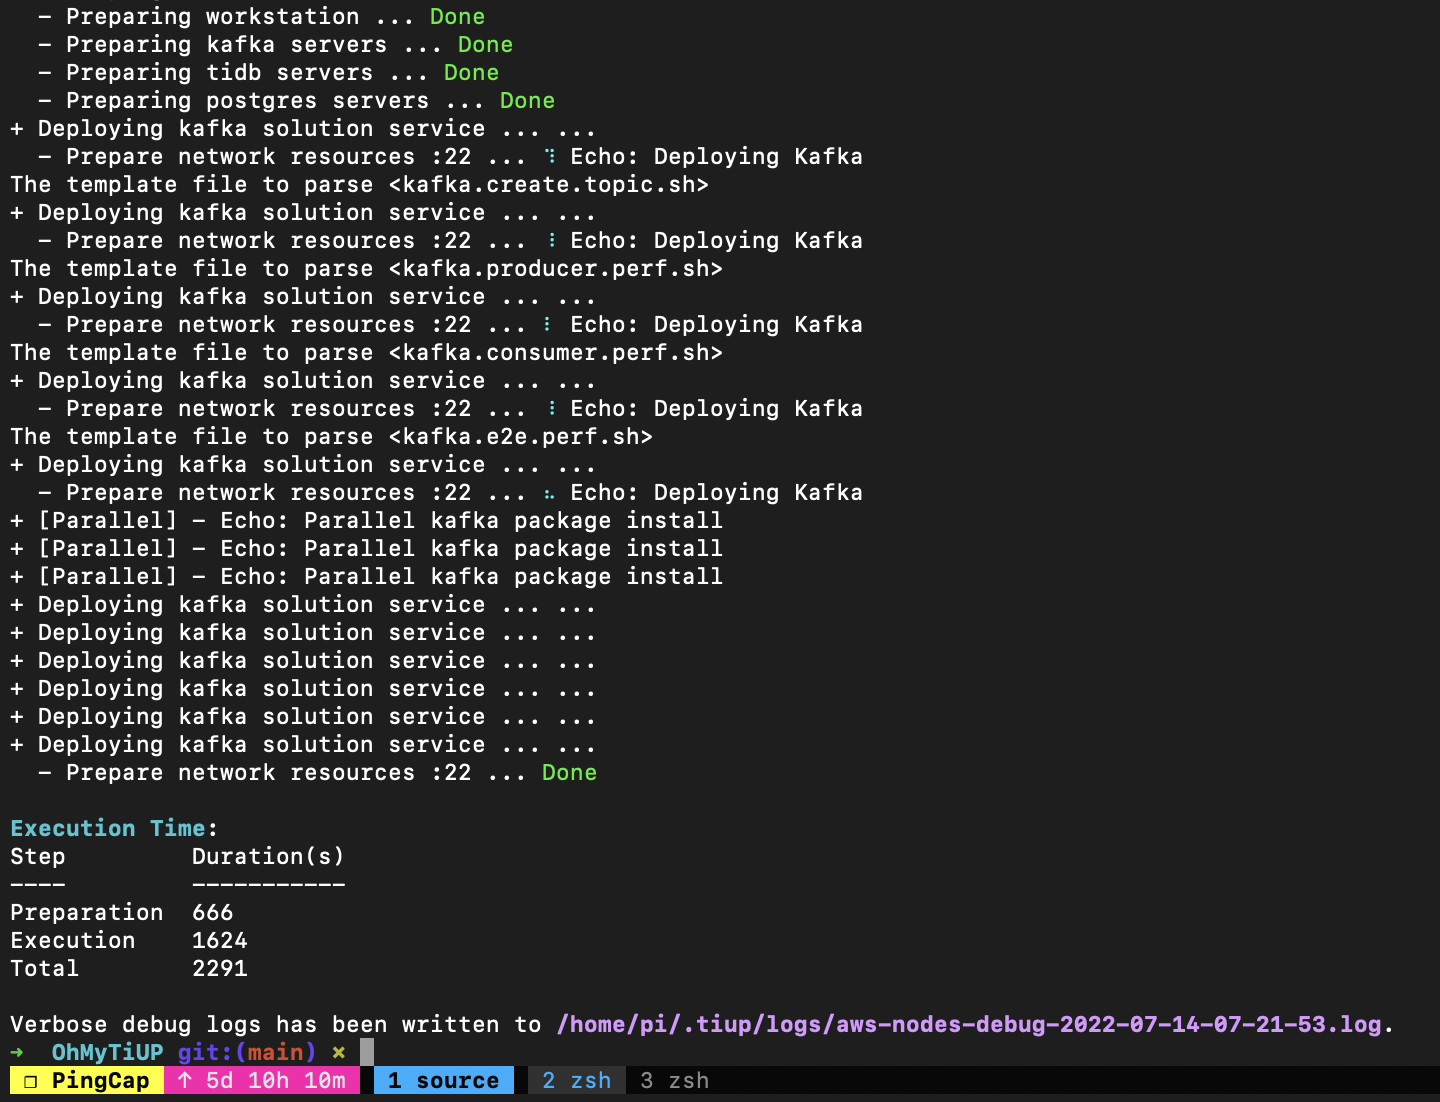 – Preparing workstation ... Done
– Preparing kafka servers ... Done
– Preparing tidb servers ... Done
– Preparing postgres servers ... Done
+ Deploying kafka solution service ... ...
– Prepare network resources :22 ... ⠹ Echo: Deploying Kafka
The template file to parse <kafka.create.topic.sh>
+ Deploying kafka solution service ... ...
– Prepare network resources :22 ... ⢸ Echo: Deploying Kafka
The template file to parse <kafka.producer.perf.sh>
+ Deploying kafka solution service ... ...
– Prepare network resources :22 ... ⡇ Echo: Deploying Kafka
The template file to parse <kafka.consumer.perf.sh>
+ Deploying kafka solution service ... ...
– Prepare network resources :22 ... ⢸ Echo: Deploying Kafka
The template file to parse <kafka.e2e.perf.sh>
+ Deploying kafka solution service ... ...
– Prepare network resources :22 ... ⣄ Echo: Deploying Kafka
+ [Parallel] – Echo: Parallel kafka package install
+ [Parallel] – Echo: Parallel kafka package install
+ [Parallel] – Echo: Parallel kafka package install
+ Deploying kafka solution service ... ...
+ Deploying kafka solution service ... ...
+ Deploying kafka solution service ... ...
+ Deploying kafka solution service ... ...
+ Deploying kafka solution service ... ...
+ Deploying kafka solution service ... ...
– Prepare network resources :22 ... Done
Execution Time:
Step Duration(s)
---- -----------
Preparation 666
Execution 1624
Total 2291
Verbose debug logs has been written to /home/pi/.tiup/logs/aws-nodes-debug-2022-07-14-07-21-53.log.
➜ OhMyTiUP git:(main) ✗
❐ PingCap ↑ 5d 10h 10m 1 source 2 zsh 3 zsh